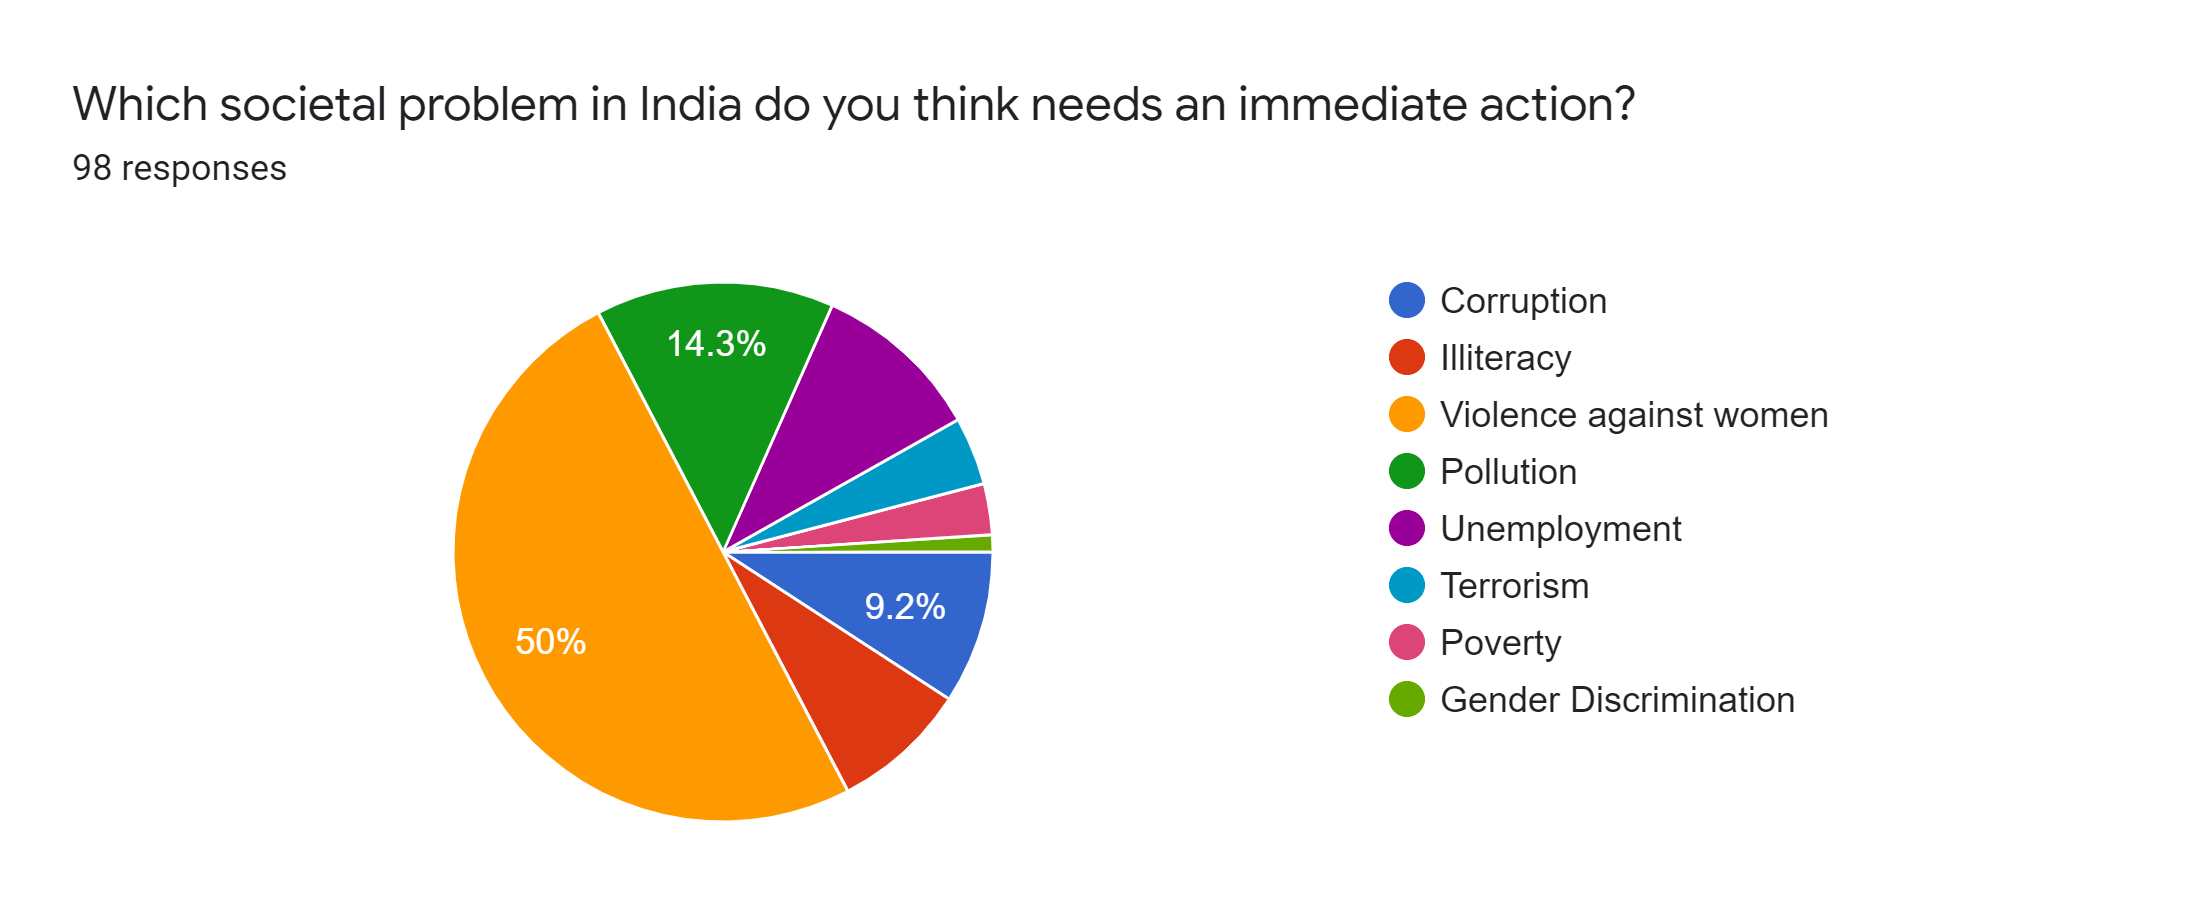 Which societal problem in India do you think needs an immediate action?
98 responses
14.3%
9.2%
50%
Corruption
Illiteracy
Violence against women
Pollution
Unemployment
Terrorism
Poverty
Gender Discrimination